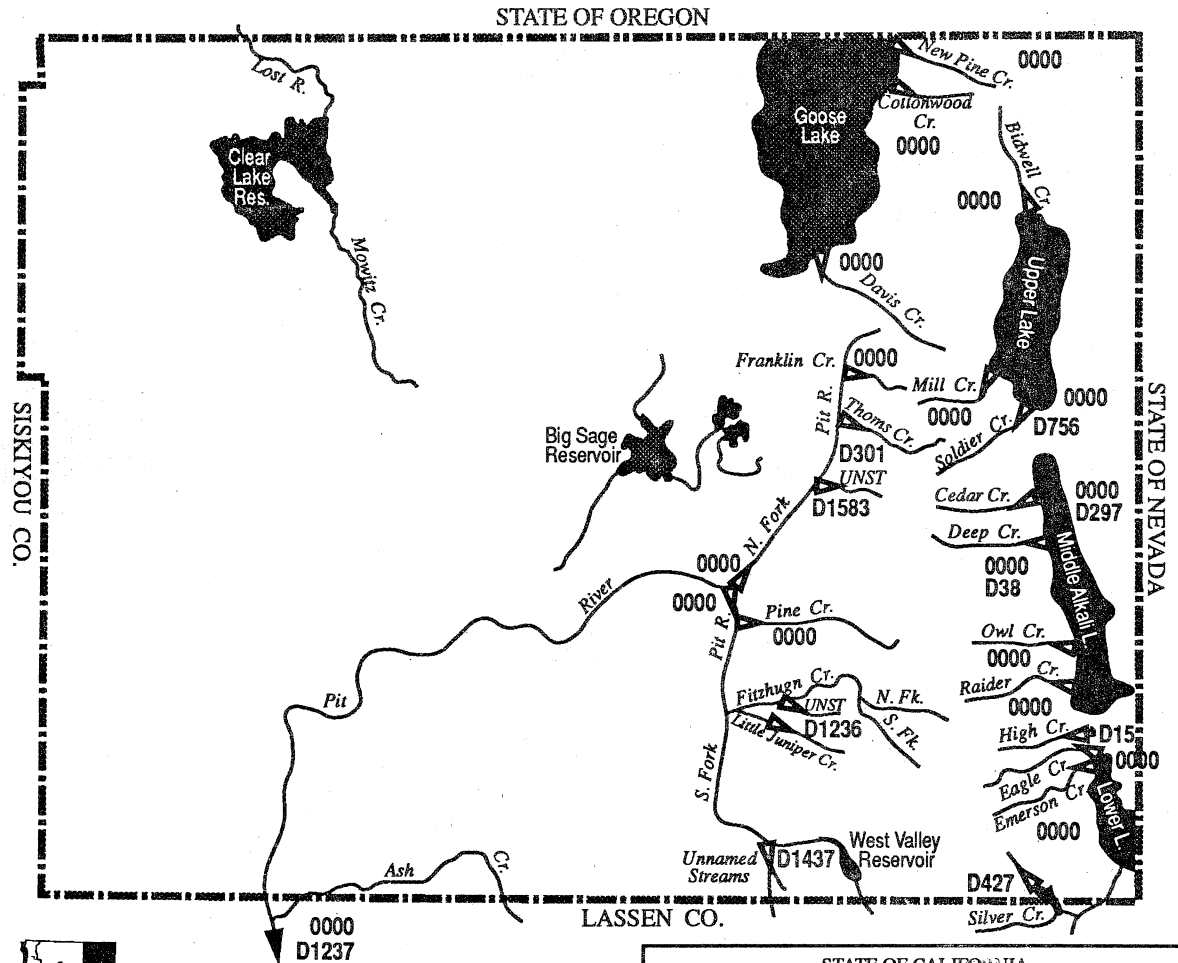 STATE OF OREGON
Lost R.
New Pine Cr.
0000
Cottonwood
Cr.
0000
Goose
Lake
Clear
Lake
Res.
Bidwell Cr.
0000
Mowitz Cr.
0000
Davis Cr.
Upper Lake
Franklin Cr.
0000
Mill Cr.
0000
0000
D756
Pit R.
Thoms Cr.
D301
Soldier Cr.
Big Sage
Reservoir
UNST
D1583
N. Fork
Cedar Cr.
0000
D297
Deep Cr.
0000
D38
Middle Alkali L
SISKIYOU CO.
STATE OF NEVADA
0000
0000
River
Pit R.
Pine Cr.
0000
Owl Cr.
0000
Raider Cr.
0000
Fitzhugn Cr.
UNST
D1236
N. Fk.
S. Fk.
Little Juniper Cr.
Pit
S. Fork
High Cr.
D15
0000
Eagle Cr
Emerson Cr
0000
Lower L
Unnamed
Streams
D1437
West Valley
Reservoir
Ash
Cr.
D427
Silver Cr.
LASSEN CO.
0000
D1237
STATE OF CALIFORNIA